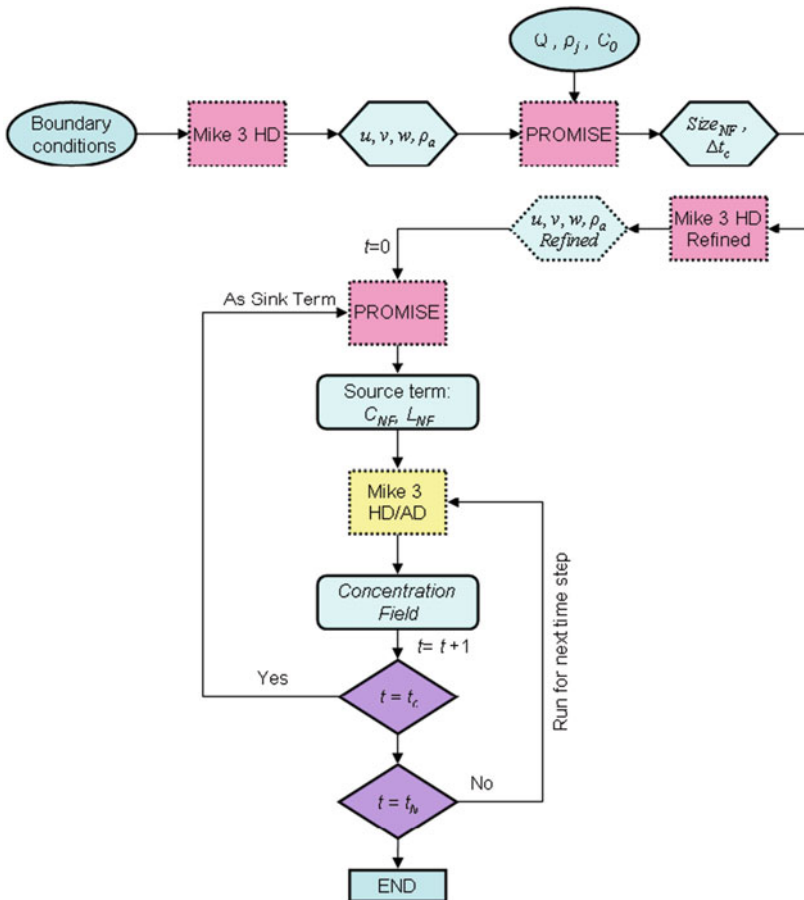 Q , ρj , C0
Boundary
conditions
Mike 3 HD
u, v, w, ρa
PROMISE
SizeNF ,
Δtc
u, v, w, ρa
Refined
Mike 3 HD
Refined
t=0
As Sink Term
PROMISE
Source term:
CNF, LNF
Mike 3
HD/AD
Concentration
Field
t= t+1
Yes
t = tc
Run for next time step
No
t = tN
END